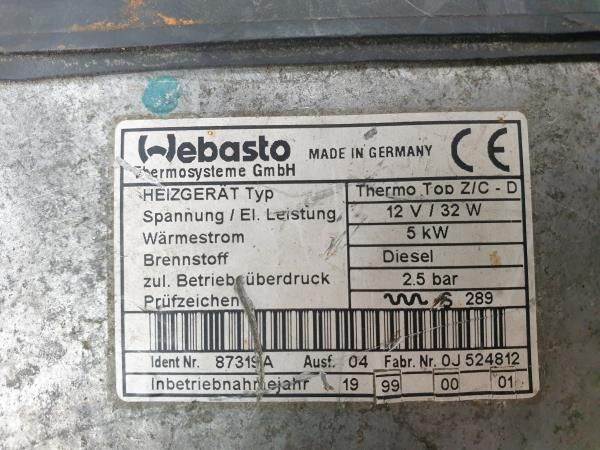 Webasto MADE IN GERMANY CE
Thermosysteme GmbH
HEIZGERÄT Typ Thermo Top Z/C - D
Spannung / El. Leistung 12 V / 32 W
Wärmestrom 5 kW
Brennstoff Diesel
zul. Betriebsüberdruck 2.5 bar
Prüfzeichen S 289
Ident Nr. 87319A Ausf. 04 Fabr. Nr. 0J 524812
Inbetriebnahmejahr 19 99 00 01